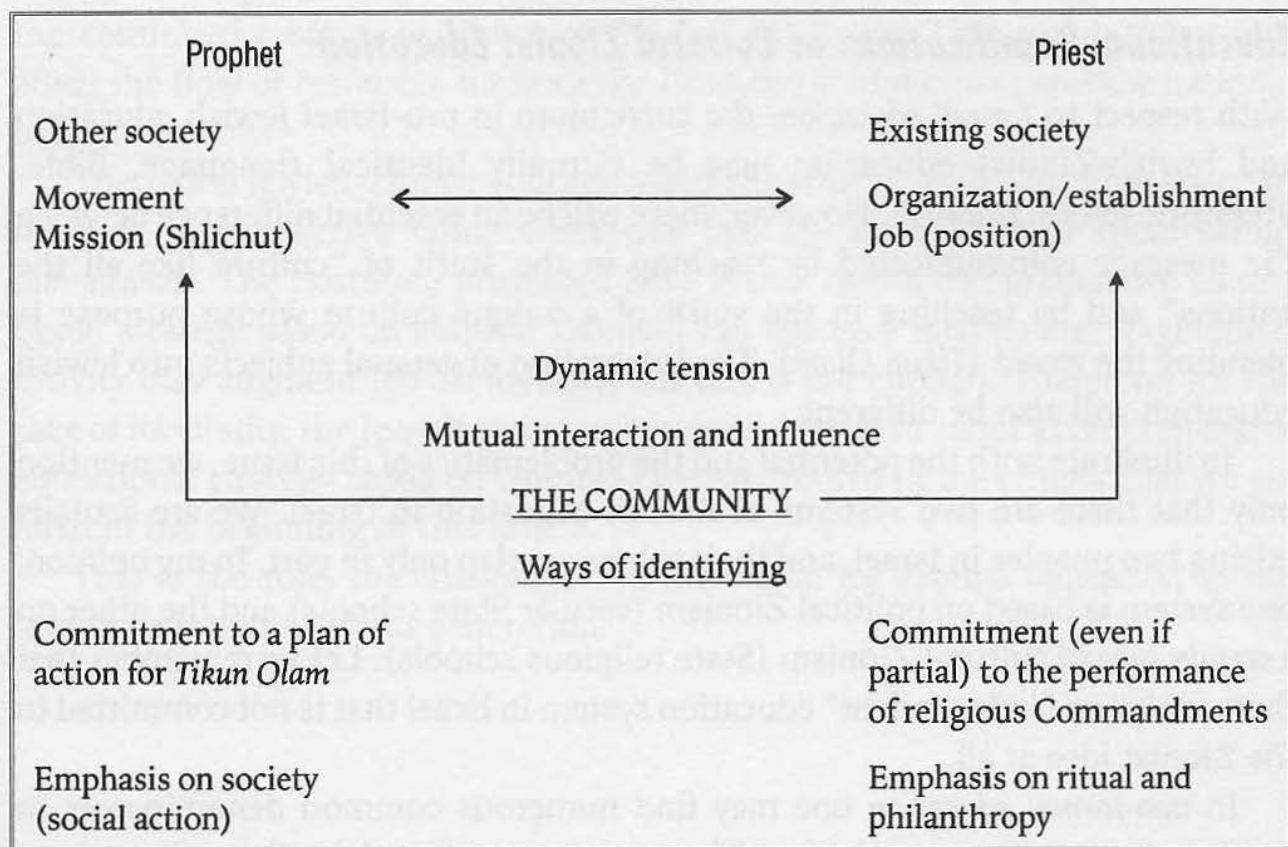 Prophet
Priest
Other society
Existing society
Movement
Organization/establishment
Mission (Shlichut)
Job (position)
Dynamic tension
Mutual interaction and influence
THE COMMUNITY
Ways of identifying
Commitment to a plan of
action for Tikun Olam
Commitment (even if
partial) to the performance
of religious Commandments
Emphasis on society
(social action)
Emphasis on ritual and
philanthropy